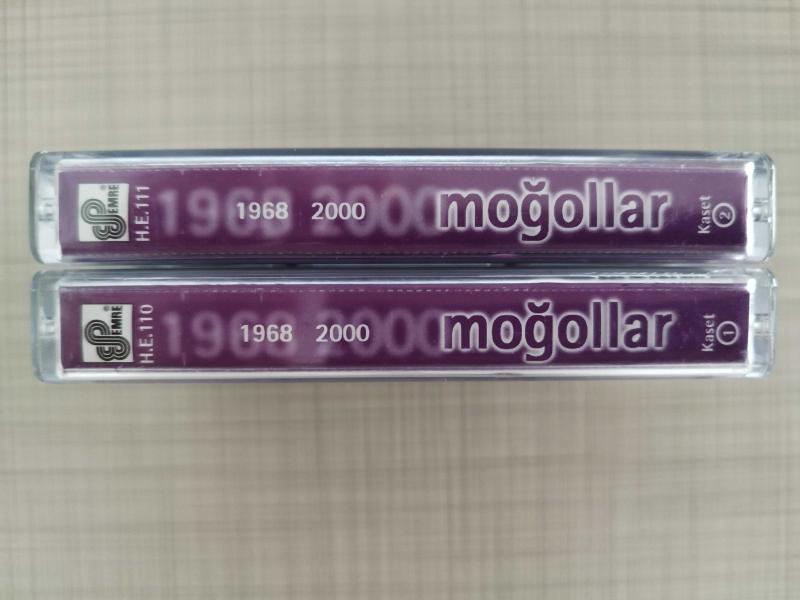 EMRE
H.E.111
1968 2000
1968 2000
moğollar
Kaset
2
EMRE
H.E.110
1968 2000
1968 2000
moğollar
Kaset
1